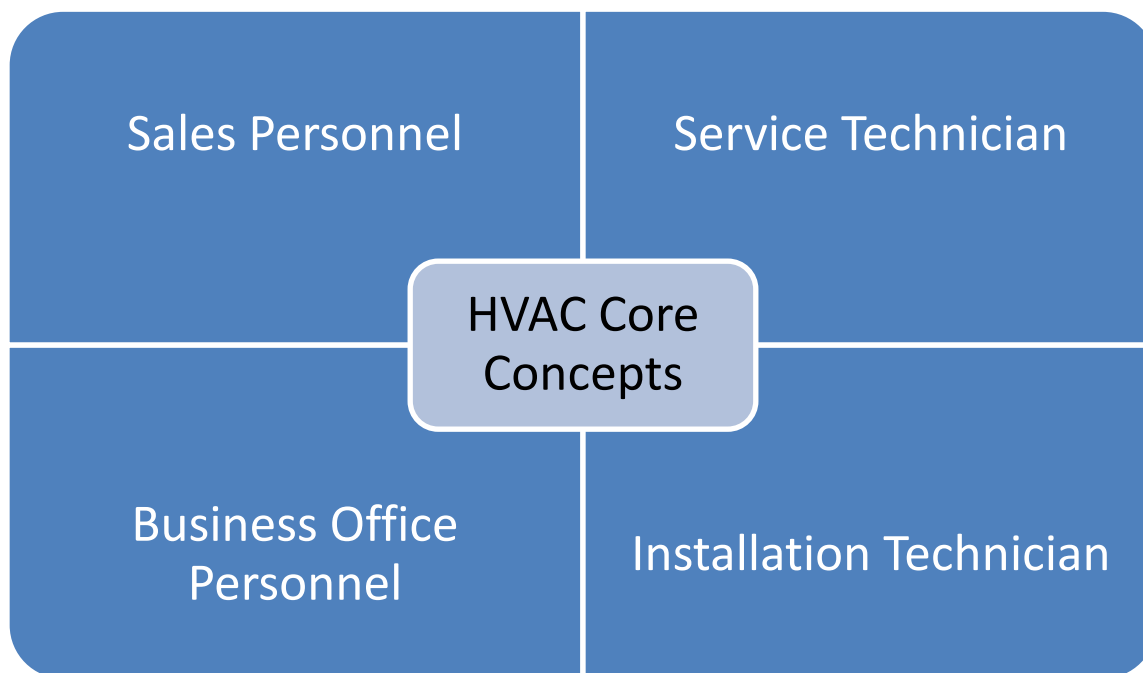 Sales Personnel
Service Technician
HVAC Core
Concepts
Business Office
Personnel
Installation Technician